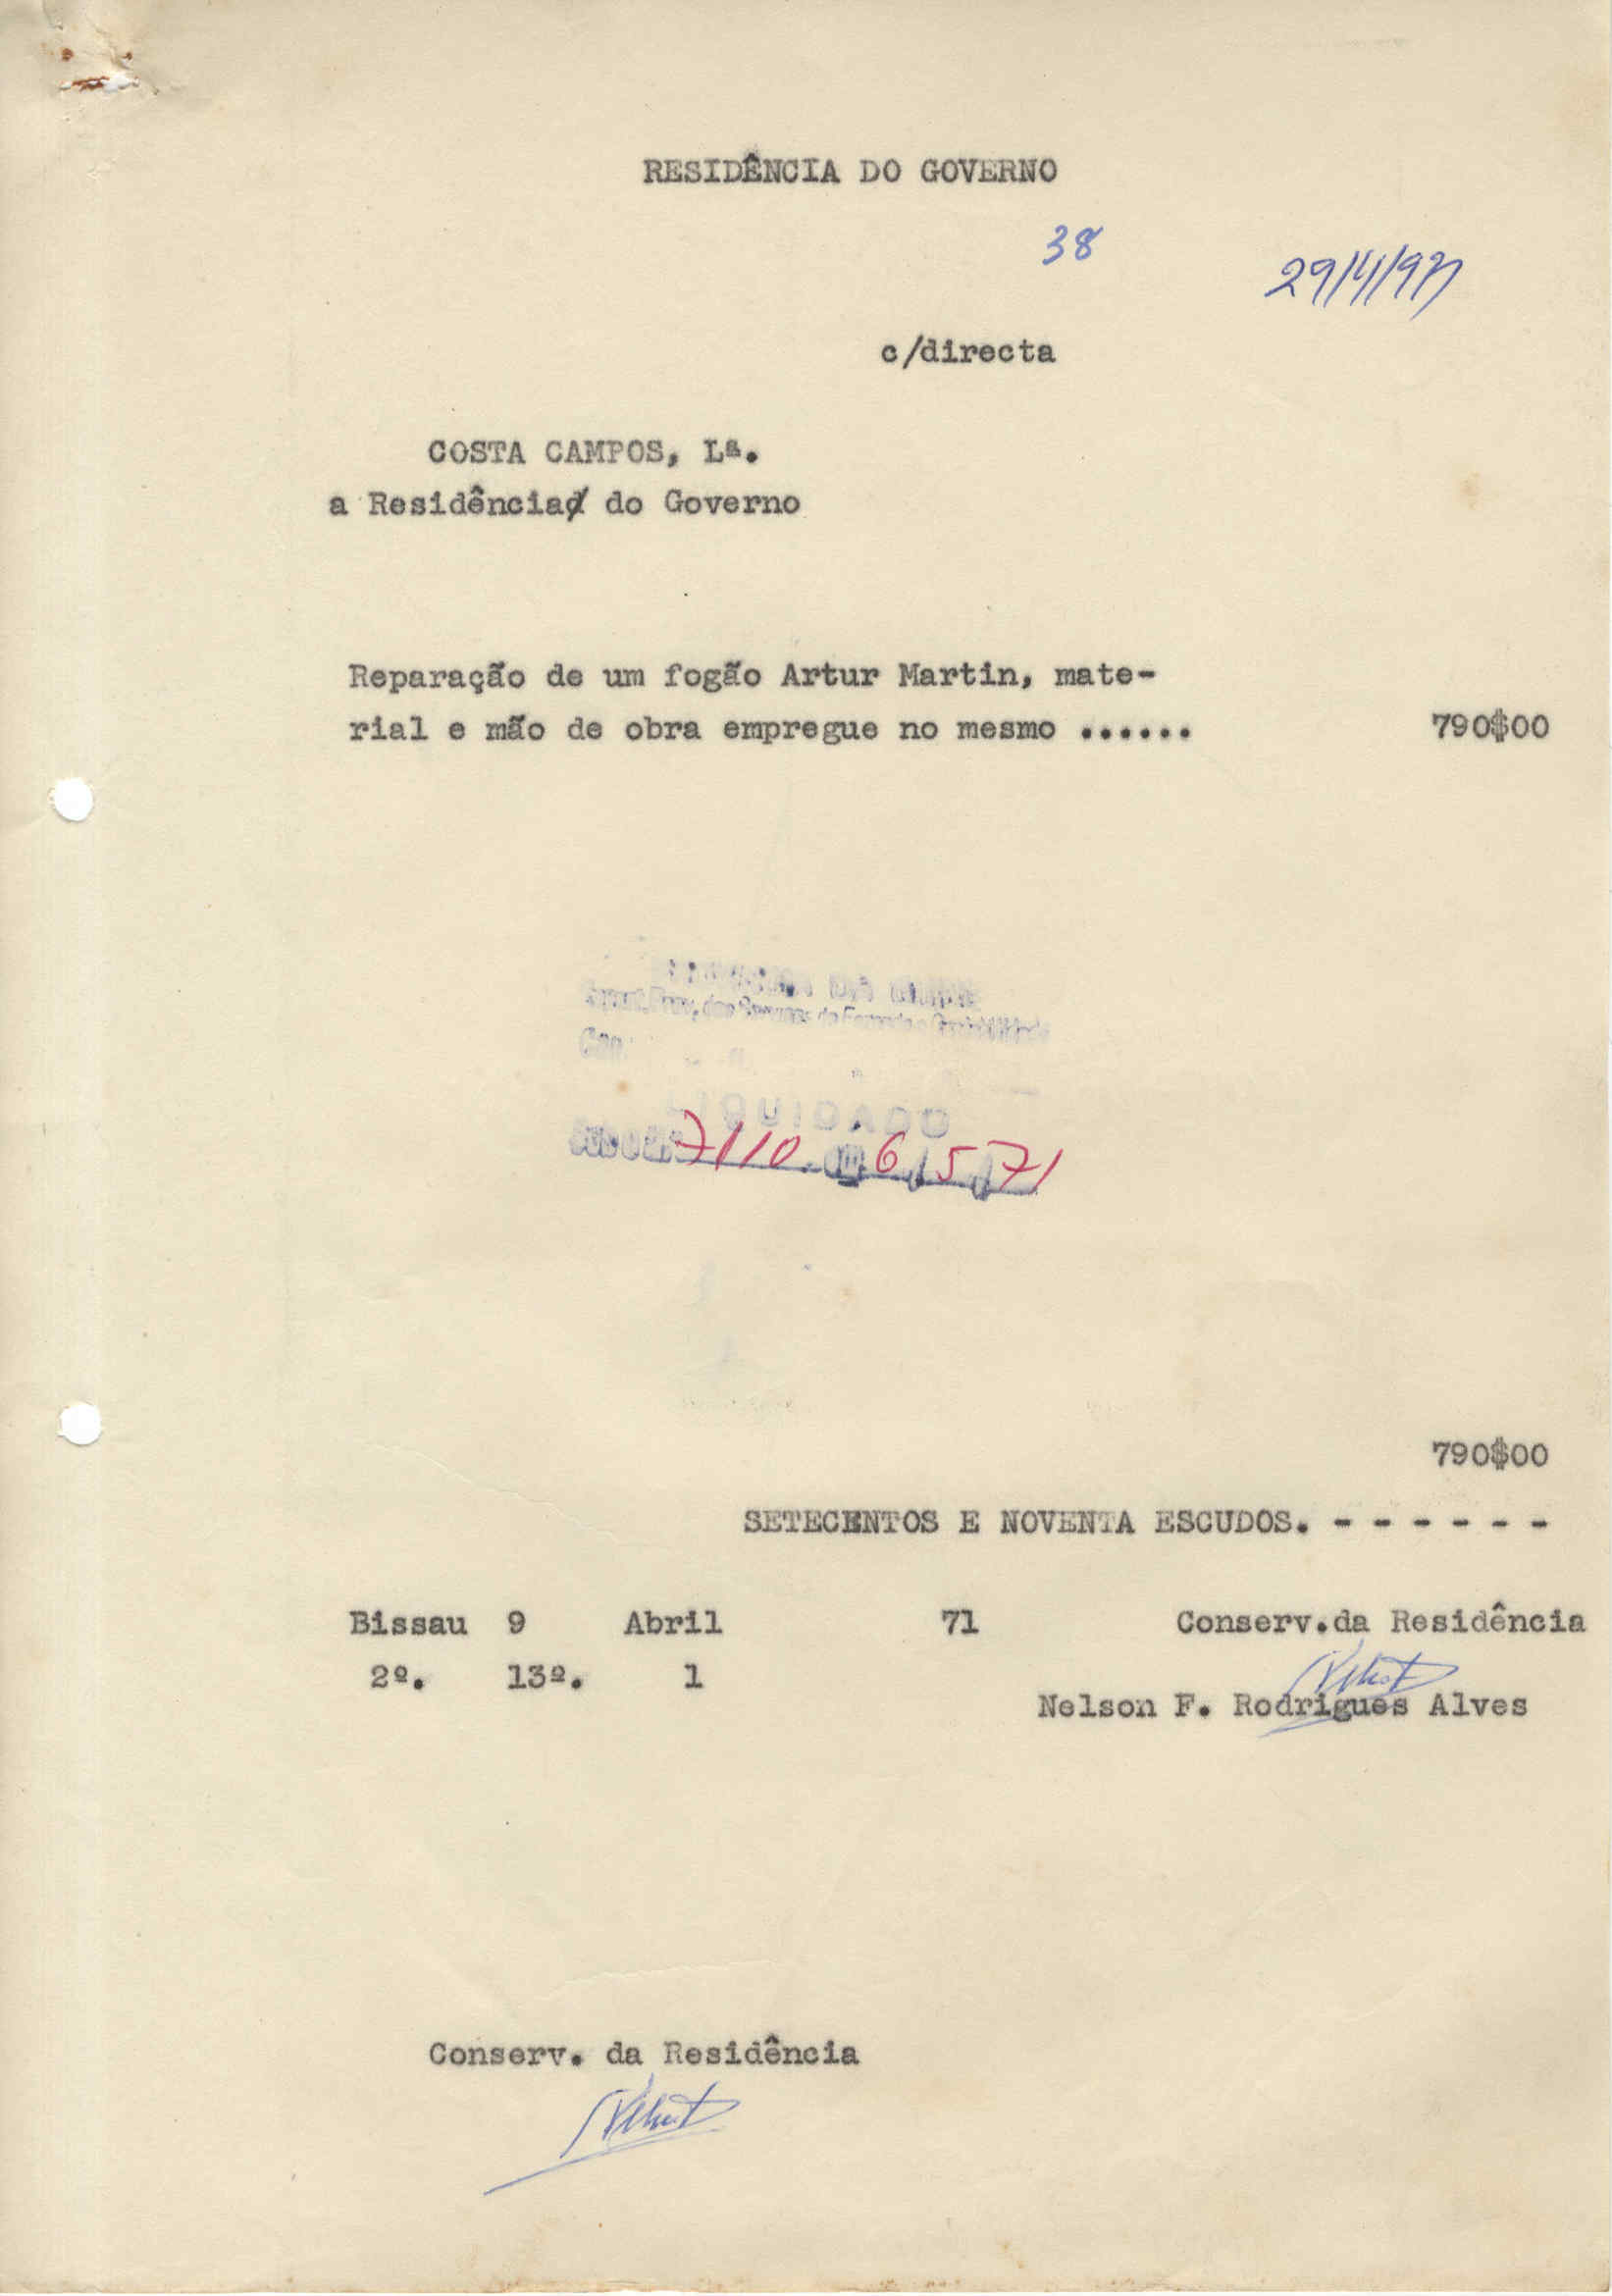 RESIDÊNCIA DO GOVERNO
38
29/4/971
c/directa
COSTA CAMPOS, Lª.
a Residência do Governo
Reparação de um fogão Artur Martin, mate-
rial e mão de obra empregue no mesmo ...... 790$00
LIQUIDADO
7110 6/5/71
790$00
SETECENTOS E NOVENTA ESCUDOS. - - - - - -
Bissau 9 Abril 71 Conserv.da Residência
2º. 13º. 1
Nelson F. Rodrigues Alves
Conserv. da Residência